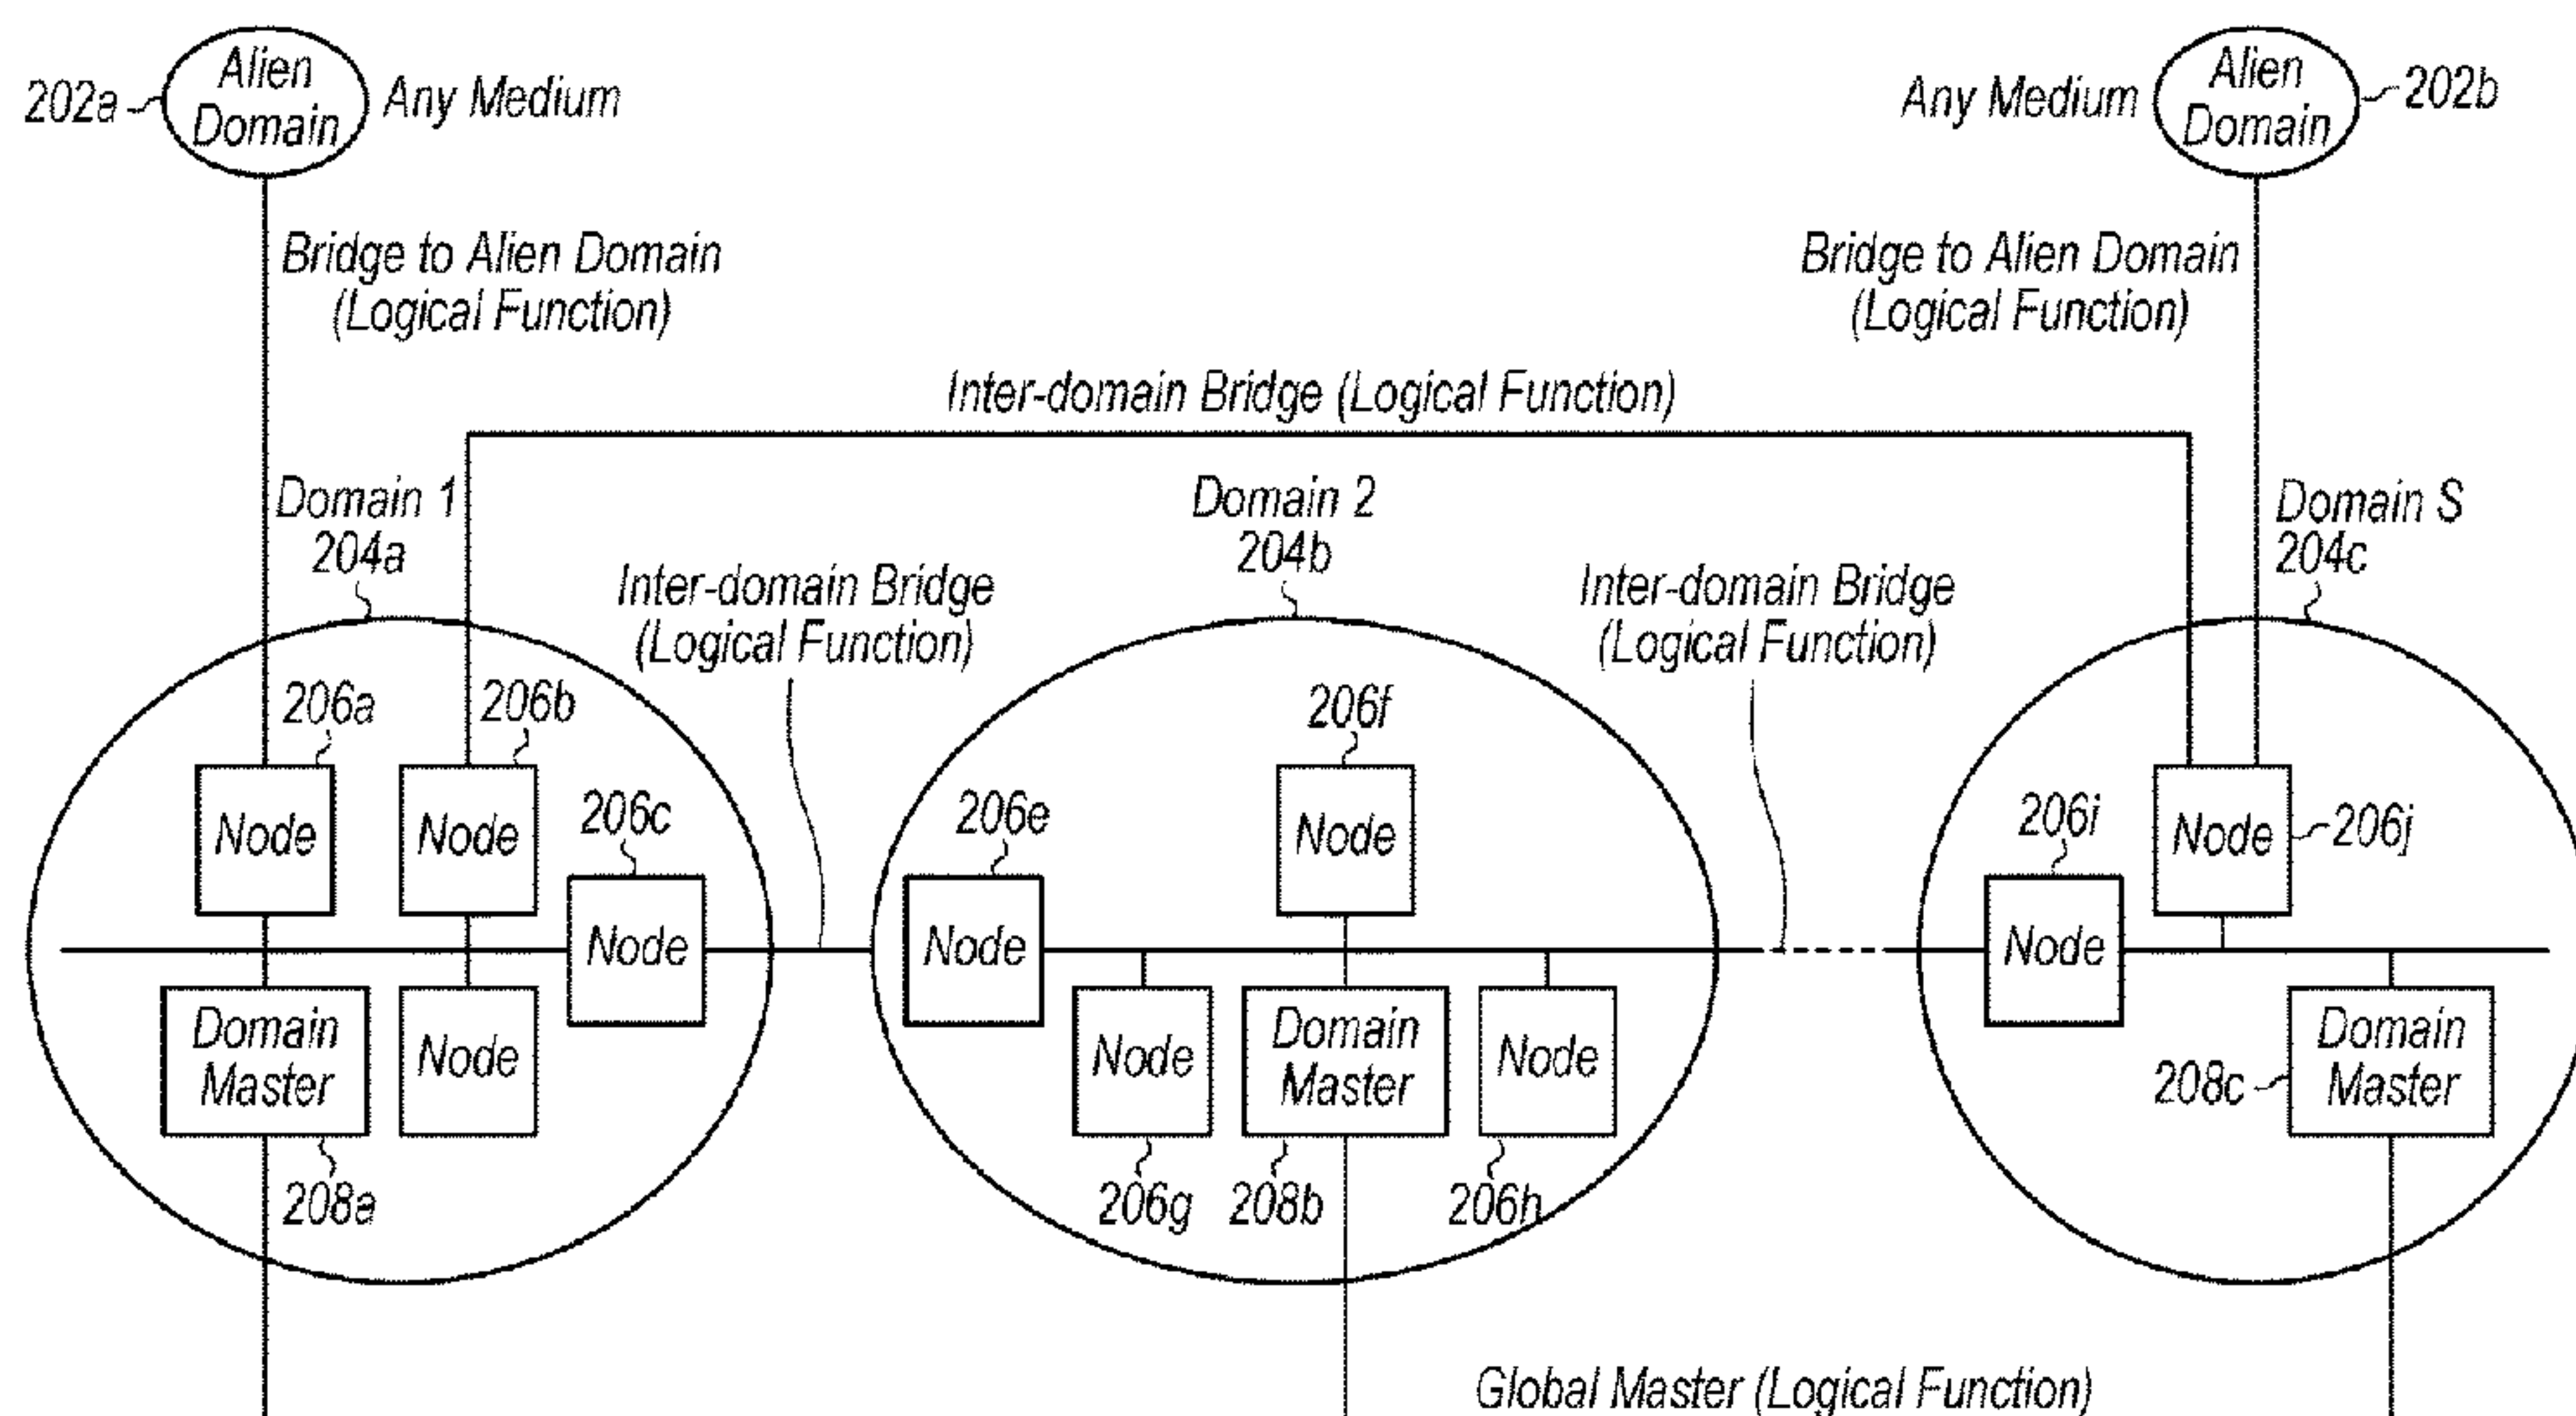 Alien
Domain
202a
Any Medium
Any Medium
Alien
Domain
202b
Bridge to Alien Domain
(Logical Function)
Bridge to Alien Domain
(Logical Function)
Inter-domain Bridge (Logical Function)
Domain 1
204a
Domain 2
204b
Domain S
204c
Inter-domain Bridge
(Logical Function)
Inter-domain Bridge
(Logical Function)
206a
206b
206c
206e
206f
206i
206j
Node
Node
Node
Node
Node
Node
Node
Domain
Master
Node
Node
Domain
Master
Node
Domain
Master
208c
208a
206g
208b
206h
Global Master (Logical Function)